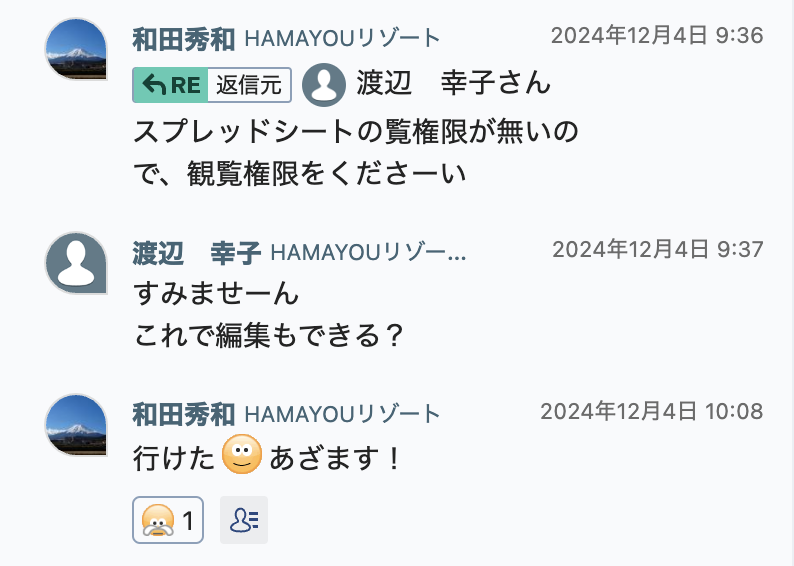 和田秀和 HAMAYOUリゾート 2024年12月4日 9:36
RE 返信元 渡辺　幸子さん
スプレッドシートの覧権限が無いの
で、観覧権限をくださーい
渡辺　幸子 HAMAYOUリゾー... 2024年12月4日 9:37
すみませーん
これで編集もできる？
和田秀和 HAMAYOUリゾート 2024年12月4日 10:08
行けた あざます！
1